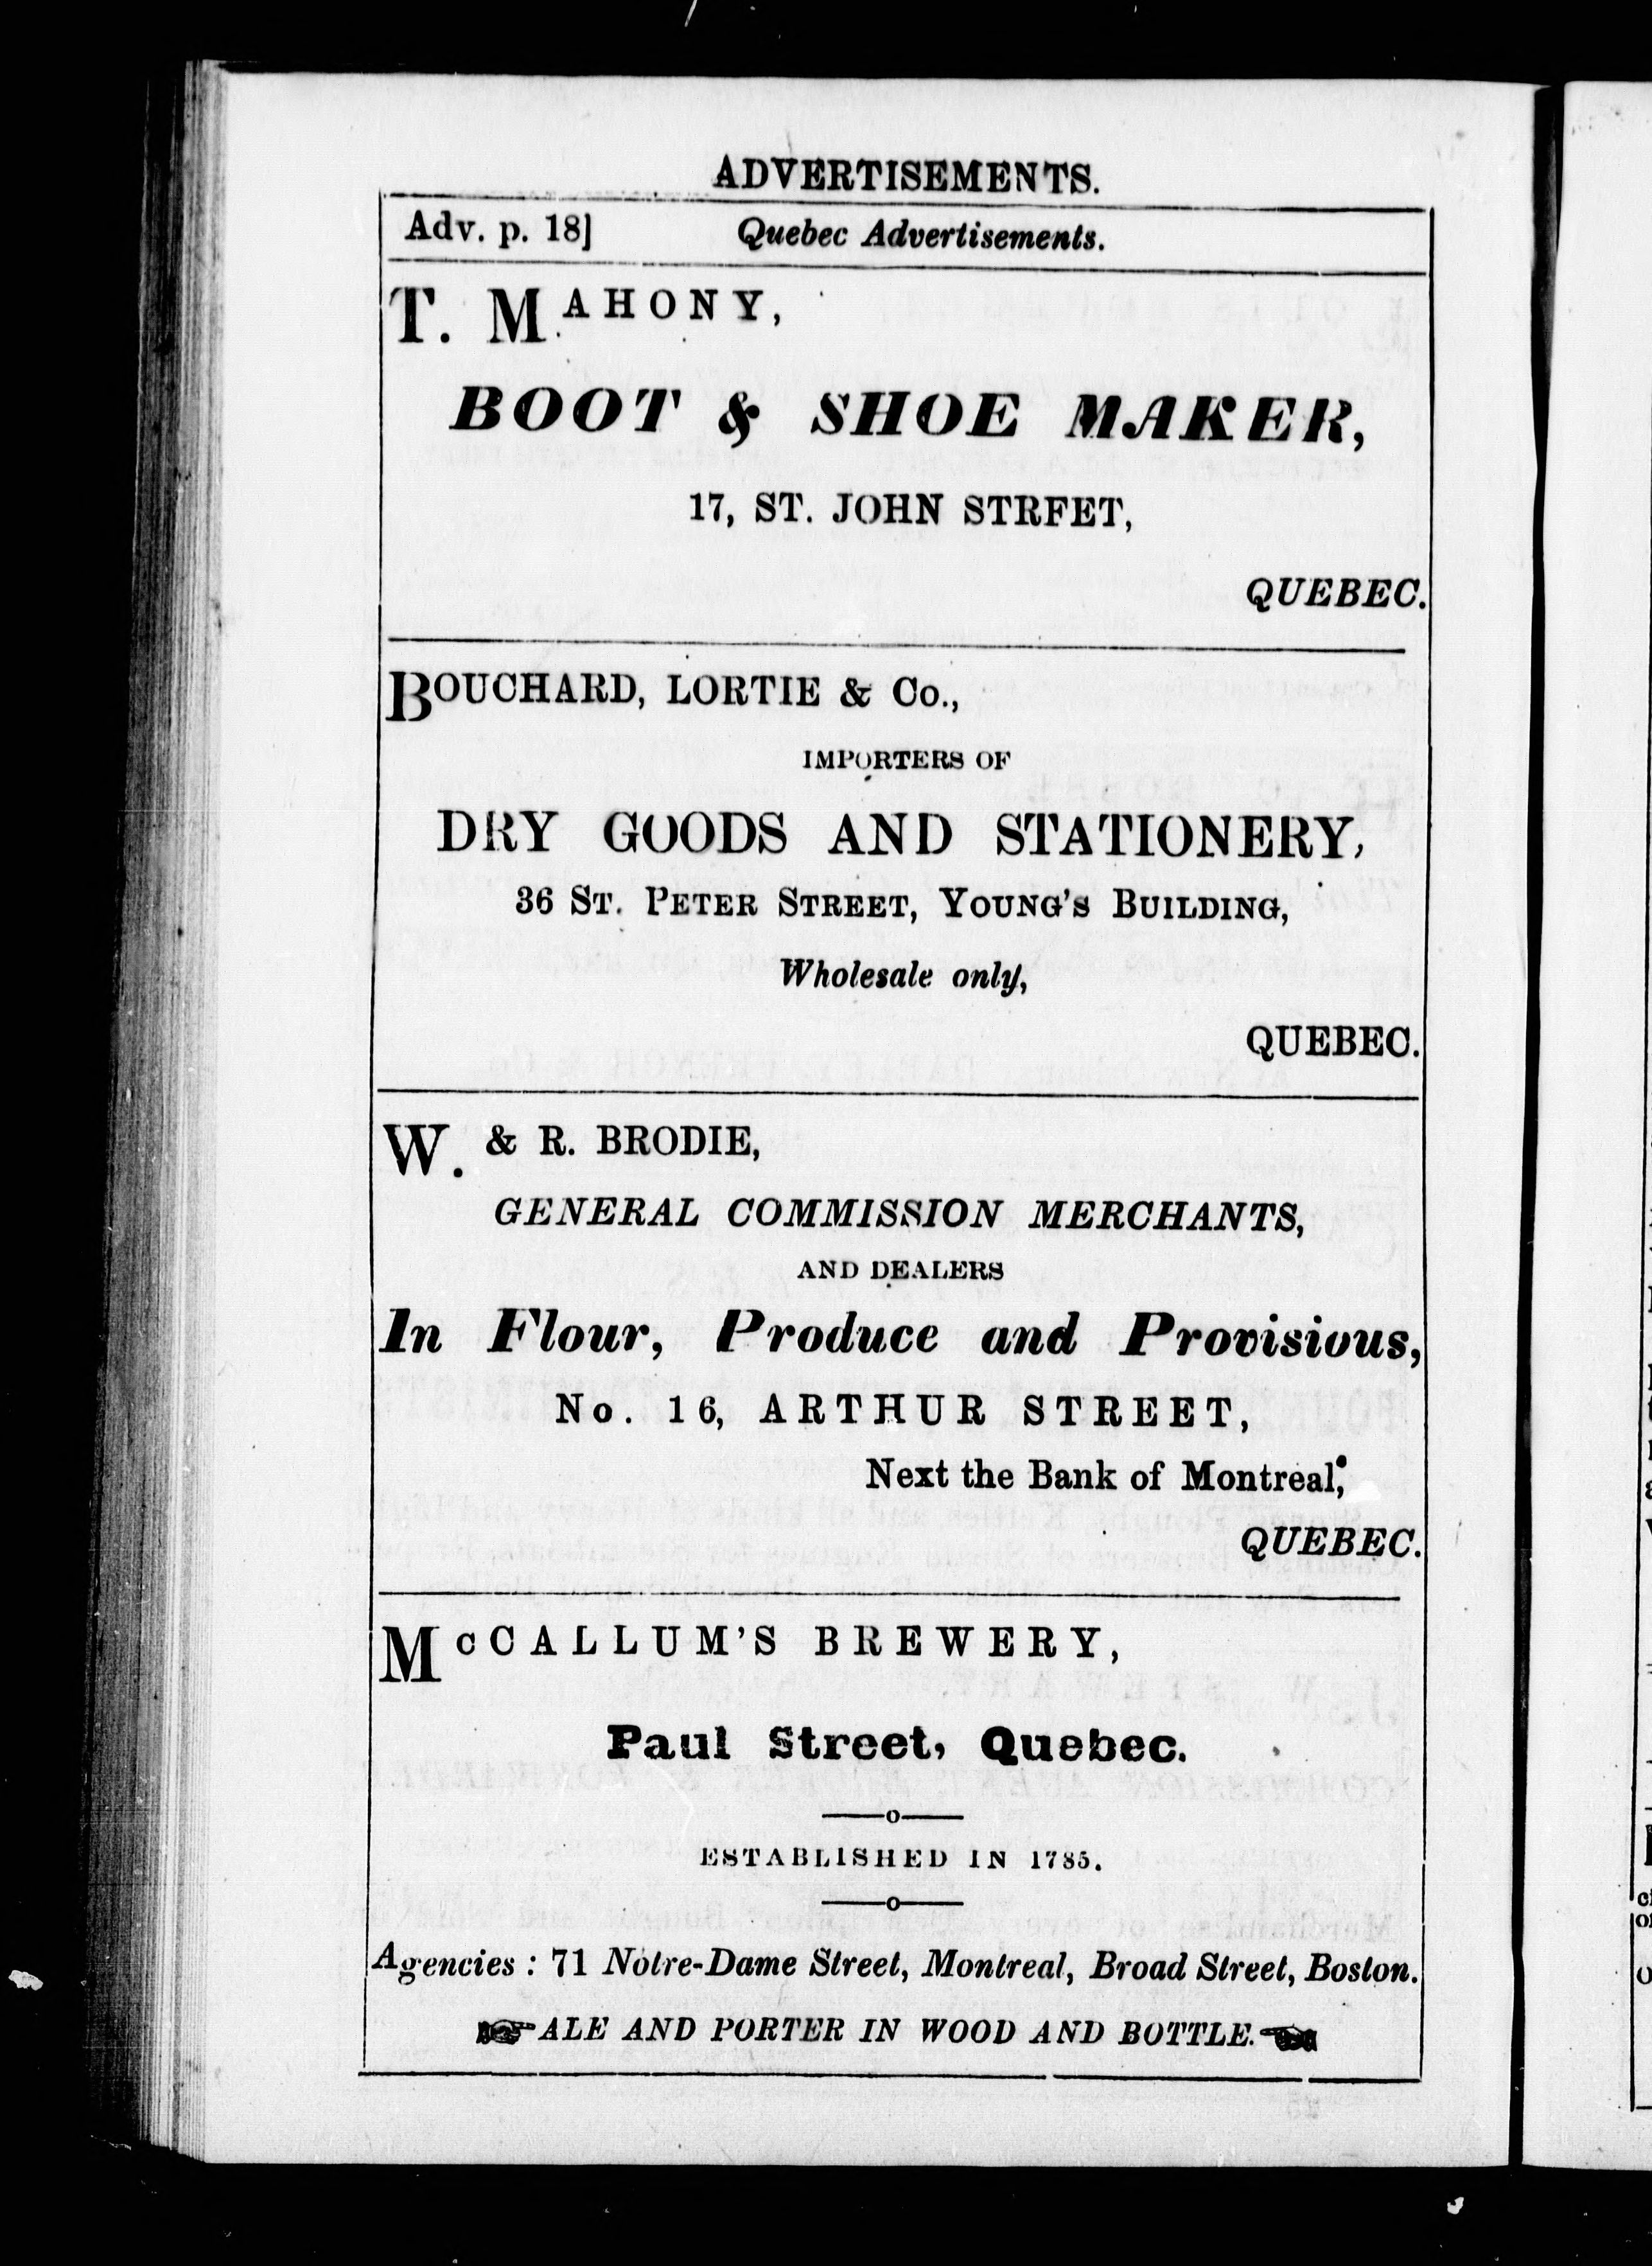 ADVERTISEMENTS.
Adv. p. 18] Quebec Advertisements.
T. MAHONY,
BOOT & SHOE MAKER,
17, ST. JOHN STRFET,
QUEBEC.
BOUCHARD, LORTIE & Co.,
IMPORTERS OF
DRY GOODS AND STATIONERY,
36 ST. PETER STREET, YOUNG'S BUILDING,
Wholesale only,
QUEBEC.
W. & R. BRODIE,
GENERAL COMMISSION MERCHANTS,
AND DEALERS
In Flour, Produce and Provisions,
No. 16, ARTHUR STREET,
Next the Bank of Montreal,
QUEBEC.
McCALLUM'S BREWERY,
Paul Street, Quebec.
ESTABLISHED IN 1785.
Agencies : 71 Notre-Dame Street, Montreal, Broad Street, Boston.
☞ALE AND PORTER IN WOOD AND BOTTLE.☜